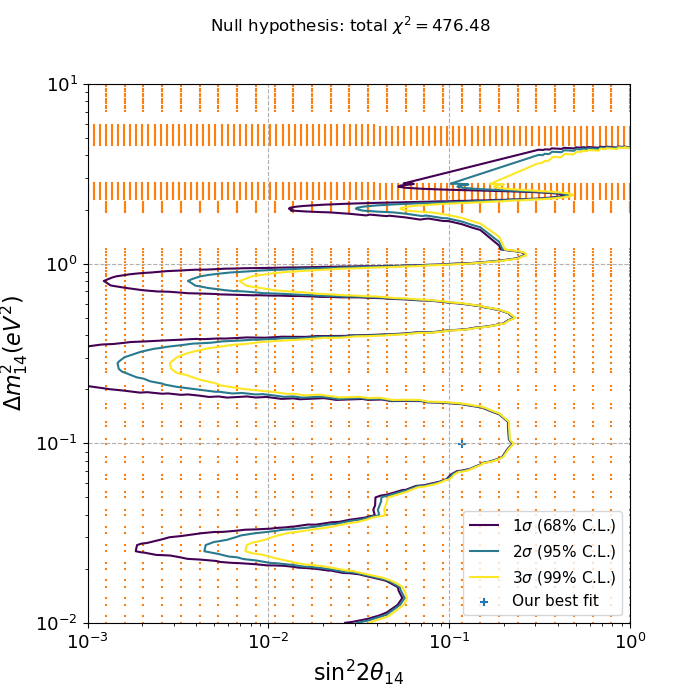 Null hypothesis: total χ² = 476.48
10¹
10⁰
10⁻¹
10⁻²
Δm²₁₄(eV²)
1σ (68% C.L.)
2σ (95% C.L.)
3σ (99% C.L.)
Our best fit
10⁻³
10⁻²
10⁻¹
10⁰
sin²2θ₁₄